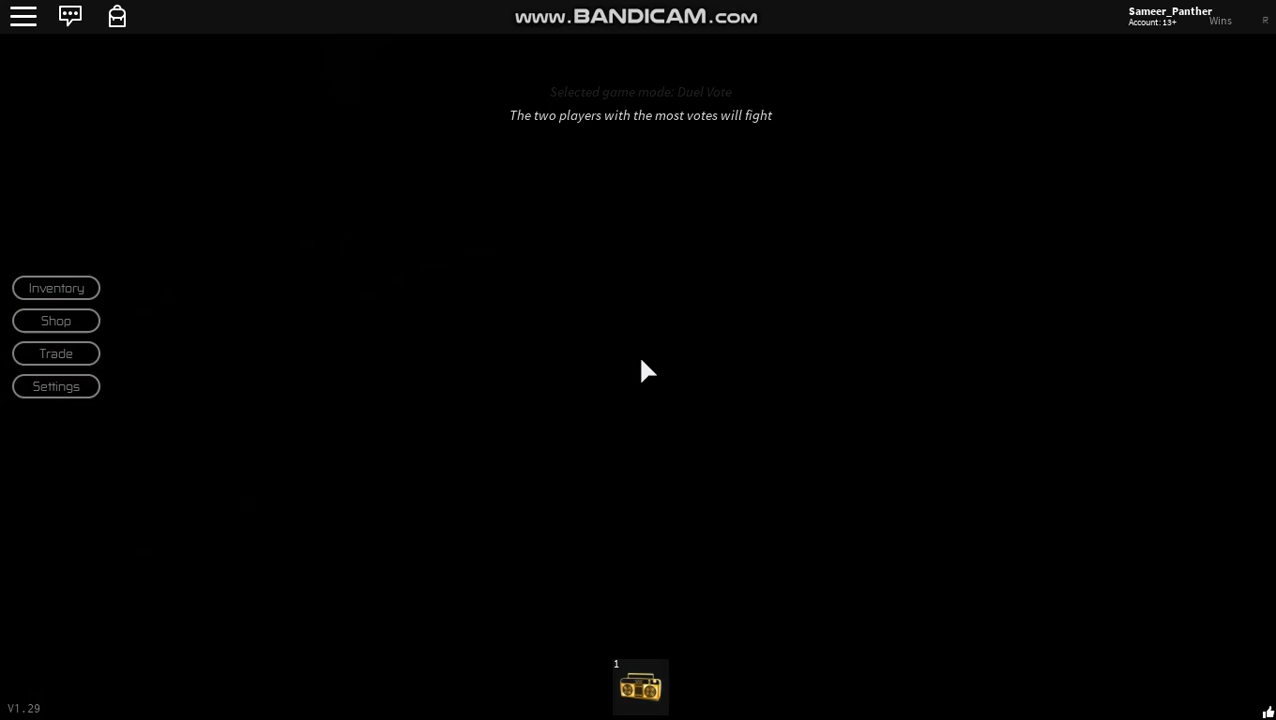 www.BANDICAM.com
Sameer_Panther
Account: 13+
Wins
R
Selected game mode: Duel Vote
The two players with the most votes will fight
Inventory
Shop
Trade
Settings
1
V1.29